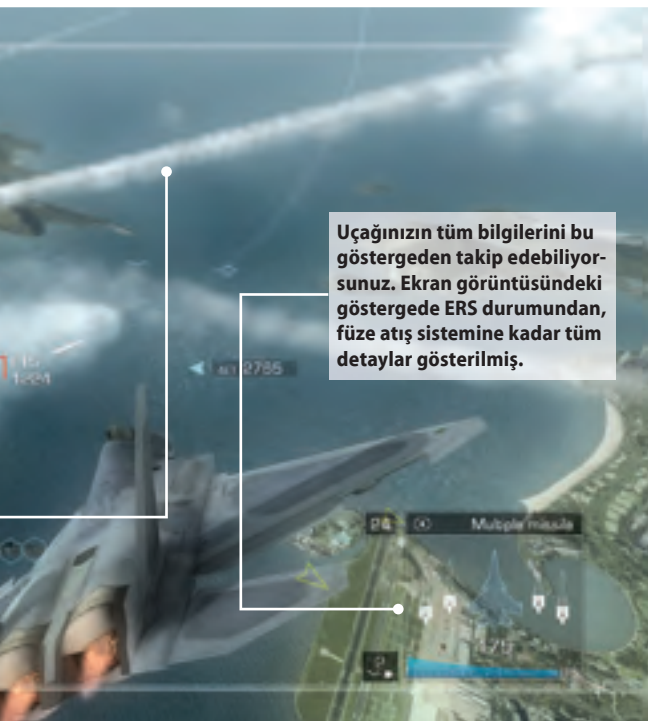 Uçağınızın tüm bilgilerini bu
göstergeden takip edebiliyor-
sunuz. Ekran görüntüsündeki
göstergede ERS durumundan,
füze atış sistemine kadar tüm
detaylar gösterilmiş.
1224
2785
Multiple missile